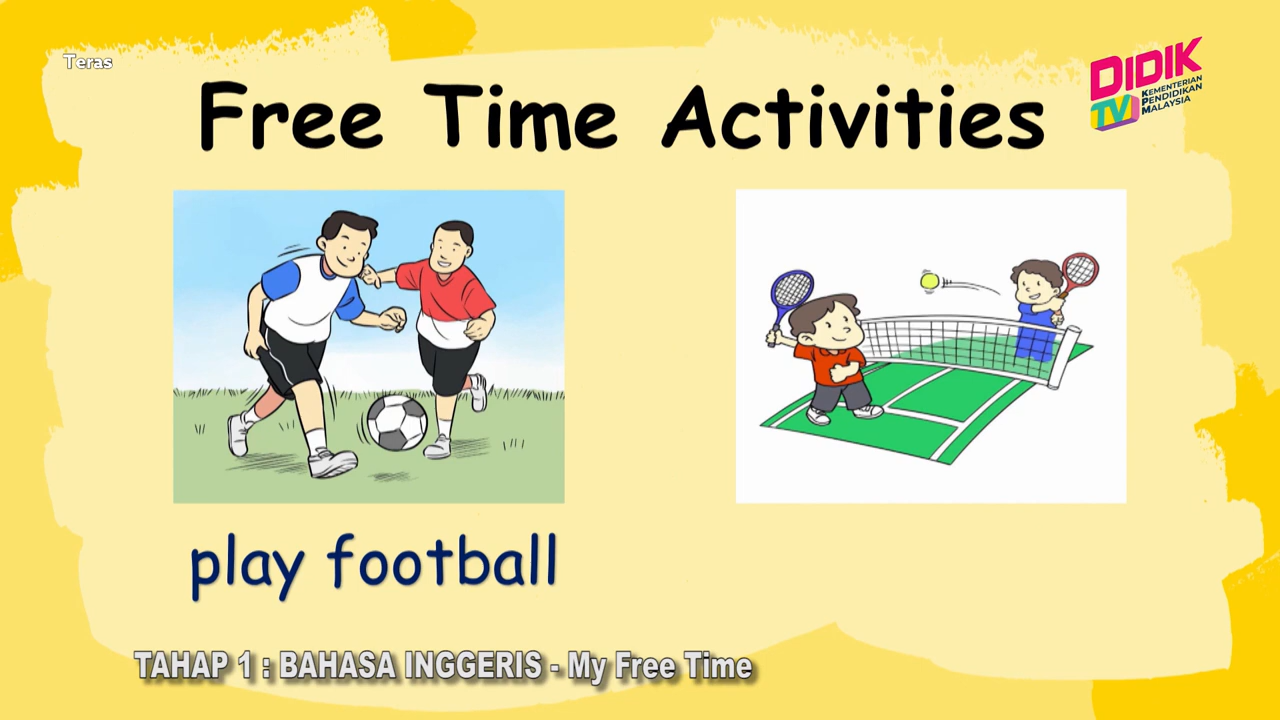 Teras
DIDIK
TV
KEMENTERIAN
PENDIDIKAN
MALAYSIA
Free Time Activities
play football
TAHAP 1 : BAHASA INGGERIS - My Free Time